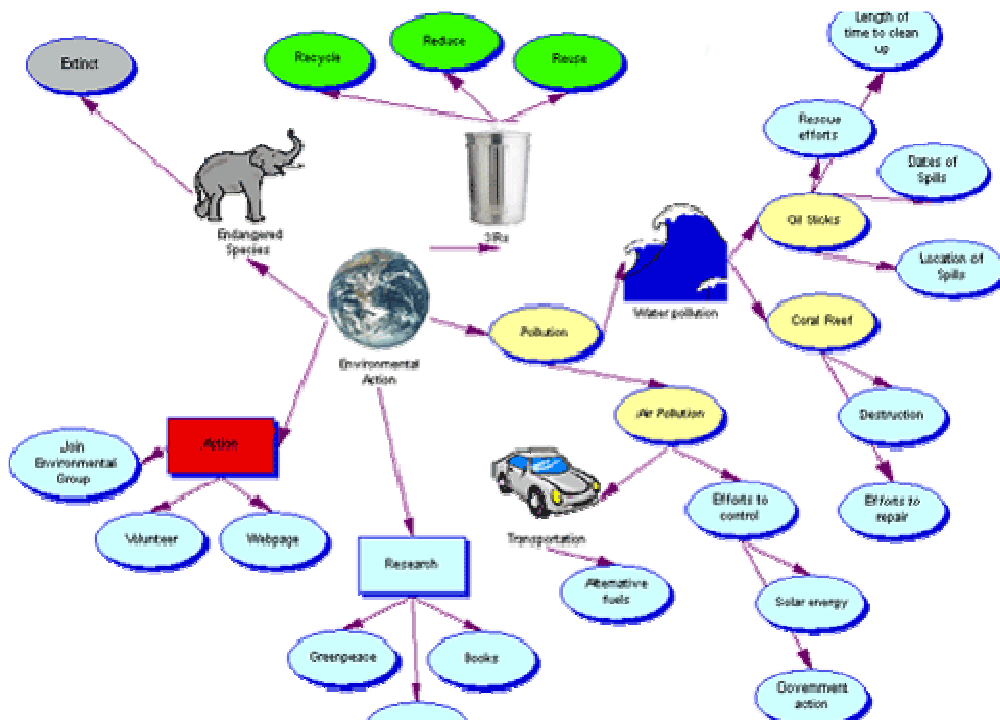 Length of
time to clean
up
Extinct
Recycle
Reduce
Reuse
Rescue
efforts
Dates of
Spills
Endangered
Species
3Rs
Oil Slicks
Location of
Spills
Water pollution
Coral Reef
Pollution
Environmental
Action
Air Pollution
Destruction
Join
Environmental
Group
Action
Efforts to
control
Efforts to
repair
Volunteer
Webpage
Transportation
Research
Alternative
fuels
Solar energy
Greenpeace
Books
Government
action